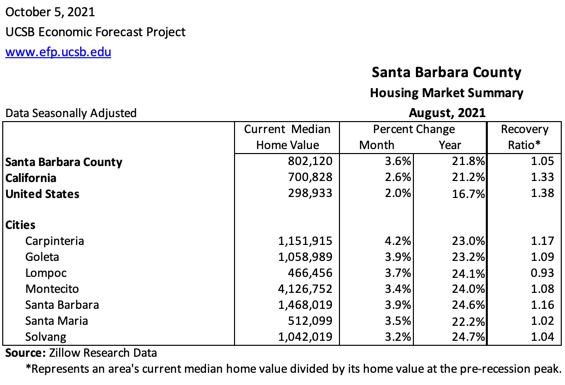 October 5, 2021
UCSB Economic Forecast Project
www.efp.ucsb.edu
Santa Barbara County
Housing Market Summary
Data Seasonally Adjusted August, 2021
Current Median Percent Change Recovery
Home Value Month Year Ratio*
Santa Barbara County 802,120 3.6% 21.8% 1.05
California 700,828 2.6% 21.2% 1.33
United States 298,933 2.0% 16.7% 1.38
Cities
Carpinteria 1,151,915 4.2% 23.0% 1.17
Goleta 1,058,989 3.9% 23.2% 1.09
Lompoc 466,456 3.7% 24.1% 0.93
Montecito 4,126,752 3.4% 24.0% 1.08
Santa Barbara 1,468,019 3.9% 24.6% 1.16
Santa Maria 512,099 3.5% 22.2% 1.02
Solvang 1,042,019 3.2% 24.7% 1.04
Source: Zillow Research Data
*Represents an area's current median home value divided by its home value at the pre-recession peak.